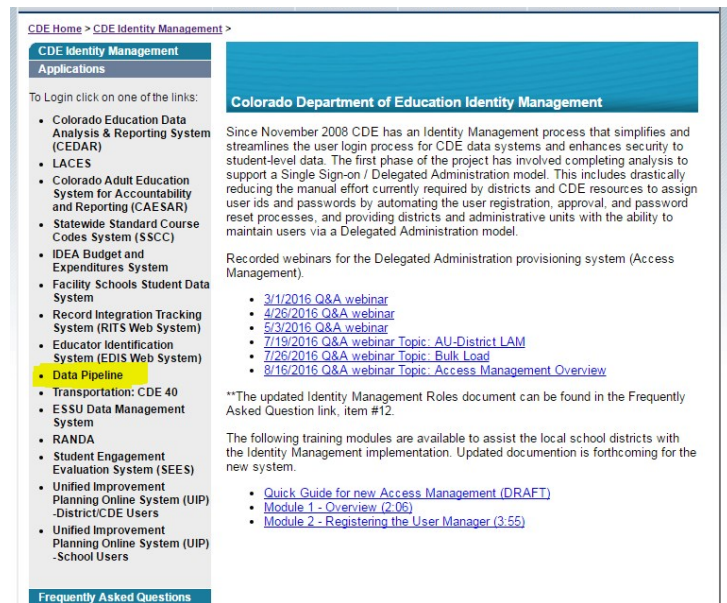 CDE Home > CDE Identity Management >
CDE Identity Management
Applications
To Login click on one of the links:
• Colorado Education Data
Analysis & Reporting System
(CEDAR)
• LACES
• Colorado Adult Education
System for Accountability
and Reporting (CAESAR)
• Statewide Standard Course
Codes System (SSCC)
• IDEA Budget and
Expenditures System
• Facility Schools Student Data
System
• Record Integration Tracking
System (RITS Web System)
• Educator Identification
System (EDIS Web System)
• Data Pipeline
• Transportation: CDE 40
• ESSU Data Management
System
• RANDA
• Student Engagement
Evaluation System (SEES)
• Unified Improvement
Planning Online System (UIP)
-District/CDE Users
• Unified Improvement
Planning Online System (UIP)
-School Users
Frequently Asked Questions
Colorado Department of Education Identity Management
Since November 2008 CDE has an Identity Management process that simplifies and
streamlines the user login process for CDE data systems and enhances security to
student-level data. The first phase of the project has involved completing analysis to
support a Single Sign-on / Delegated Administration model. This includes drastically
reducing the manual effort currently required by districts and CDE resources to assign
user ids and passwords by automating the user registration, approval, and password
reset processes, and providing districts and administrative units with the ability to
maintain users via a Delegated Administration model.
Recorded webinars for the Delegated Administration provisioning system (Access
Management).
• 3/1/2016 Q&A webinar
• 4/26/2016 Q&A webinar
• 5/3/2016 Q&A webinar
• 7/19/2016 Q&A webinar Topic: AU-District LAM
• 7/26/2016 Q&A webinar Topic: Bulk Load
• 8/16/2016 Q&A webinar Topic: Access Management Overview
**The updated Identity Management Roles document can be found in the Frequently
Asked Question link, item #12.
The following training modules are available to assist the local school districts with
the Identity Management implementation. Updated documention is forthcoming for the
new system.
• Quick Guide for new Access Management (DRAFT)
• Module 1 - Overview (2:06)
• Module 2 - Registering the User Manager (3:55)